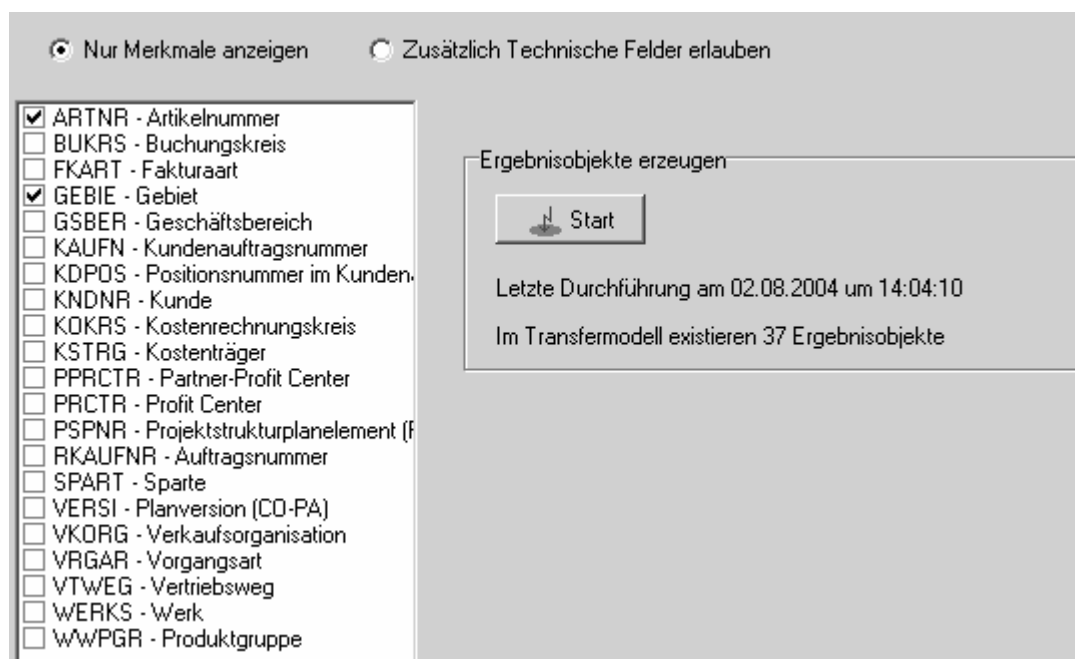 Nur Merkmale anzeigen
Zusätzlich Technische Felder erlauben
ARTNR - Artikelnummer
BUKRS - Buchungskreis
FKART - Fakturaart
GEBIE - Gebiet
GSBER - Geschäftsbereich
KAUFN - Kundenauftragsnummer
KDPOS - Positionsnummer im Kunden
KNDNR - Kunde
KOKRS - Kostenrechnungskreis
KSTRG - Kostenträger
PPRCTR - Partner-Profit Center
PRCTR - Profit Center
PSPNR - Projektstrukturplanelement (
RKAUFNR - Auftragsnummer
SPART - Sparte
VERSI - Planversion (CO-PA)
VKORG - Verkaufsorganisation
VRGAR - Vorgangsart
VTWEG - Vertriebsweg
WERKS - Werk
WWPGR - Produktgruppe
Ergebnisobjekte erzeugen
Start
Letzte Durchführung am 02.08.2004 um 14:04:10
Im Transfermodell existieren 37 Ergebnisobjekte